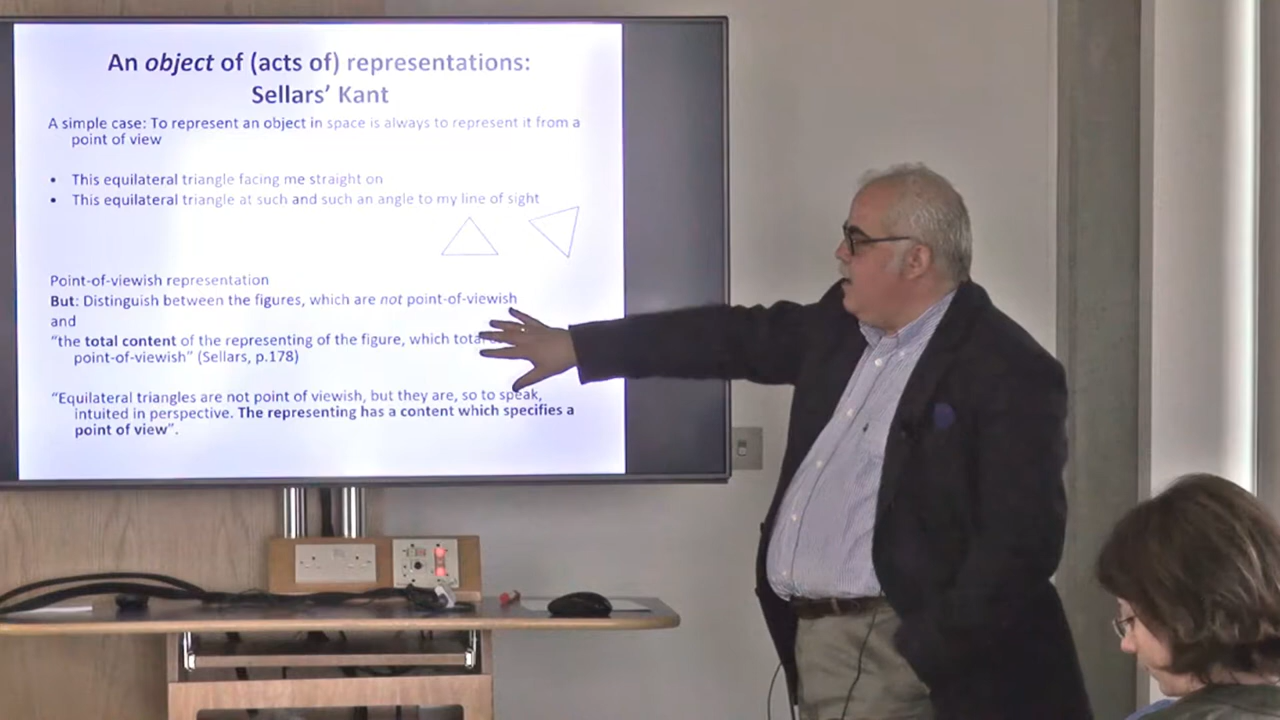 An object of (acts of) representations:
Sellars’ Kant
A simple case: To represent an object in space is always to represent it from a
point of view
• This equilateral triangle facing me straight on
• This equilateral triangle at such and such an angle to my line of sight
Point-of-viewish representation
But: Distinguish between the figures, which are not point-of-viewish
and
“the total content of the representing of the figure, which
point-of-viewish” (Sellars, p.178)
“Equilateral triangles are not point of viewish, but they are, so to speak,
intuited in perspective. The representing has a content which specifies a
point of view”.